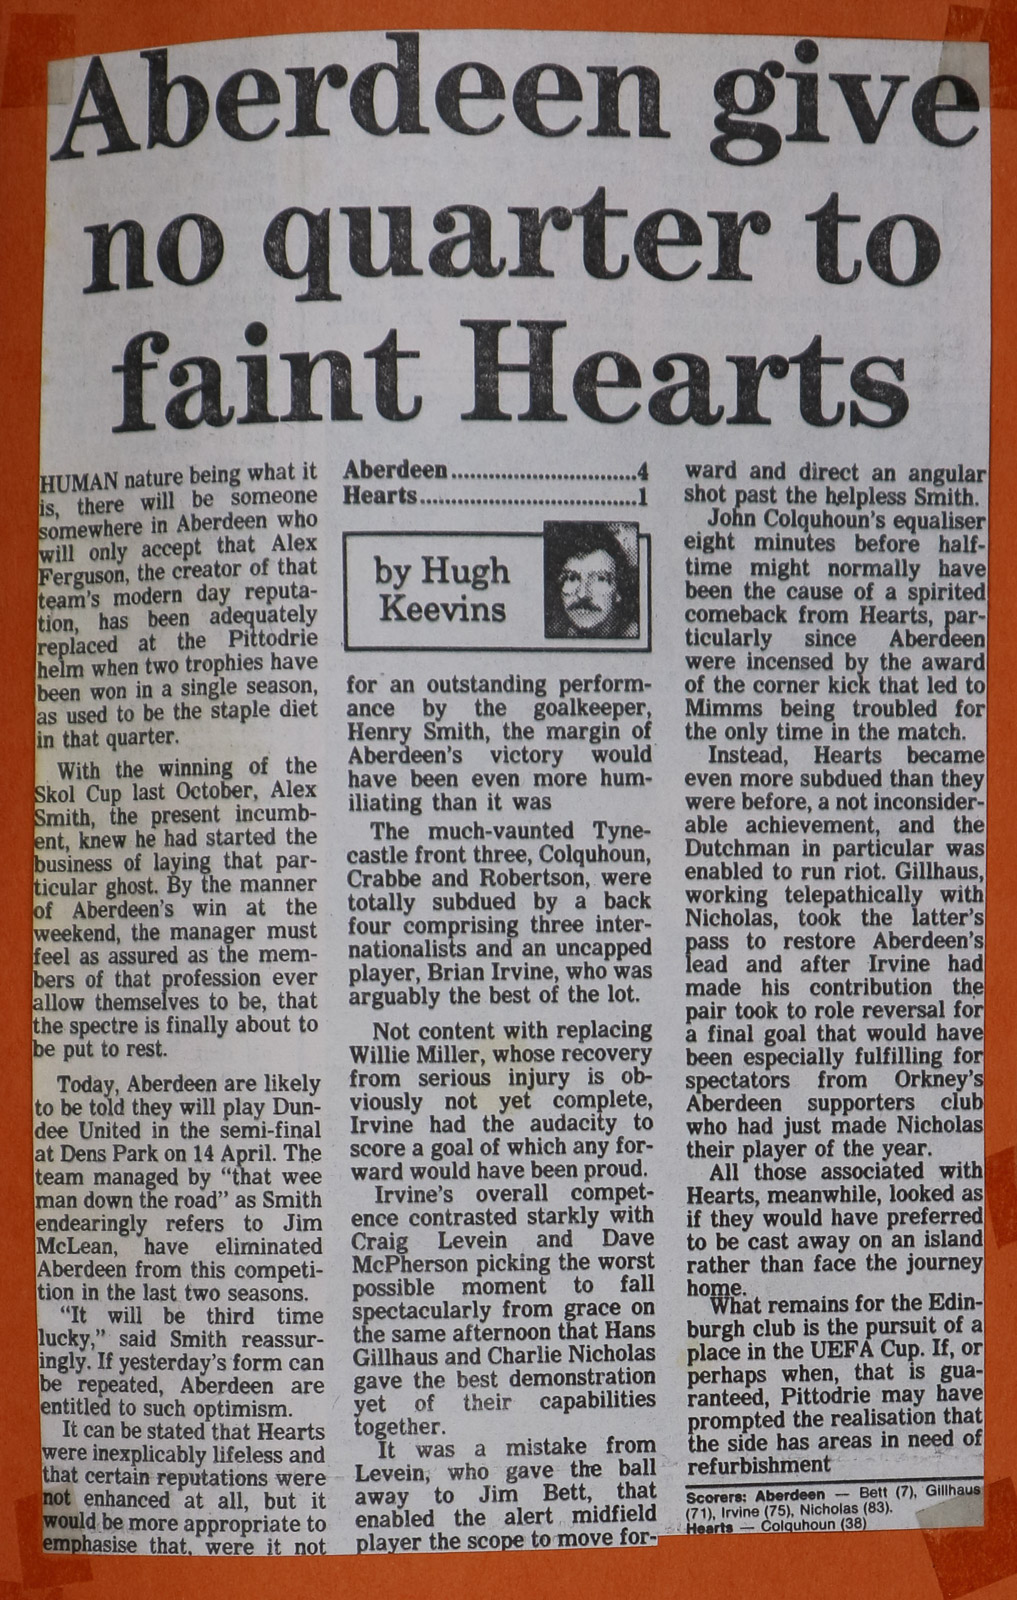 Aberdeen give
no quarter to
faint Hearts
HUMAN nature being what it
is, there will be someone
somewhere in Aberdeen who
will only accept that Alex
Ferguson, the creator of that
team's modern day reputa-
tion, has been adequately
replaced at the Pittodrie
helm when two trophies have
been won in a single season,
as used to be the staple diet
in that quarter.
With the winning of the
Skol Cup last October, Alex
Smith, the present incumb-
ent, knew he had started the
business of laying that par-
ticular ghost. By the manner
of Aberdeen's win at the
weekend, the manager must
feel as assured as the mem-
bers of that profession ever
allow themselves to be, that
the spectre is finally about to
be put to rest.
Today, Aberdeen are likely
to be told they will play Dun-
dee United in the semi-final
at Dens Park on 14 April. The
team managed by "that wee
man down the road" as Smith
endearingly refers to Jim
McLean, have eliminated
Aberdeen from this competi-
tion in the last two seasons.
"It will be third time
lucky," said Smith reassur-
ingly. If yesterday's form can
be repeated, Aberdeen are
entitled to such optimism.
It can be stated that Hearts
were inexplicably lifeless and
that certain reputations were
not enhanced at all, but it
would be more appropriate to
emphasise that, were it not
Aberdeen..............................4
Hearts...................................1
by Hugh
Keevins
for an outstanding perform-
ance by the goalkeeper,
Henry Smith, the margin of
Aberdeen's victory would
have been even more hum-
iliating than it was
The much-vaunted Tyne-
castle front three, Colquhoun,
Crabbe and Robertson, were
totally subdued by a back
four comprising three inter-
nationalists and an uncapped
player, Brian Irvine, who was
arguably the best of the lot.
Not content with replacing
Willie Miller, whose recovery
from serious injury is ob-
viously not yet complete,
Irvine had the audacity to
score a goal of which any for-
ward would have been proud.
Irvine's overall compet-
ence contrasted starkly with
Craig Levein and Dave
McPherson picking the worst
possible moment to fall
spectacularly from grace on
the same afternoon that Hans
Gillhaus and Charlie Nicholas
gave the best demonstration
yet of their capabilities
together.
It was a mistake from
Levein, who gave the ball
away to Jim Bett, that
enabled the alert midfield
player the scope to move for-
ward and direct an angular
shot past the helpless Smith.
John Colquhoun's equaliser
eight minutes before half-
time might normally have
been the cause of a spirited
comeback from Hearts, par-
ticularly since Aberdeen
were incensed by the award
of the corner kick that led to
Mimms being troubled for
the only time in the match.
Instead, Hearts became
even more subdued than they
were before, a not inconsider-
able achievement, and the
Dutchman in particular was
enabled to run riot. Gillhaus,
working telepathically with
Nicholas, took the latter's
pass to restore Aberdeen's
lead and after Irvine had
made his contribution the
pair took to role reversal for
a final goal that would have
been especially fulfilling for
spectators from Orkney's
Aberdeen supporters club
who had just made Nicholas
their player of the year.
All those associated with
Hearts, meanwhile, looked as
if they would have preferred
to be cast away on an island
rather than face the journey
home.
What remains for the Edin-
burgh club is the pursuit of a
place in the UEFA Cup. If, or
perhaps when, that is gua-
ranteed, Pittodrie may have
prompted the realisation that
the side has areas in need of
refurbishment
Scorers: Aberdeen — Bett (7), Gillhaus
(71), Irvine (75), Nicholas (83).
Hearts — Colquhoun (38)